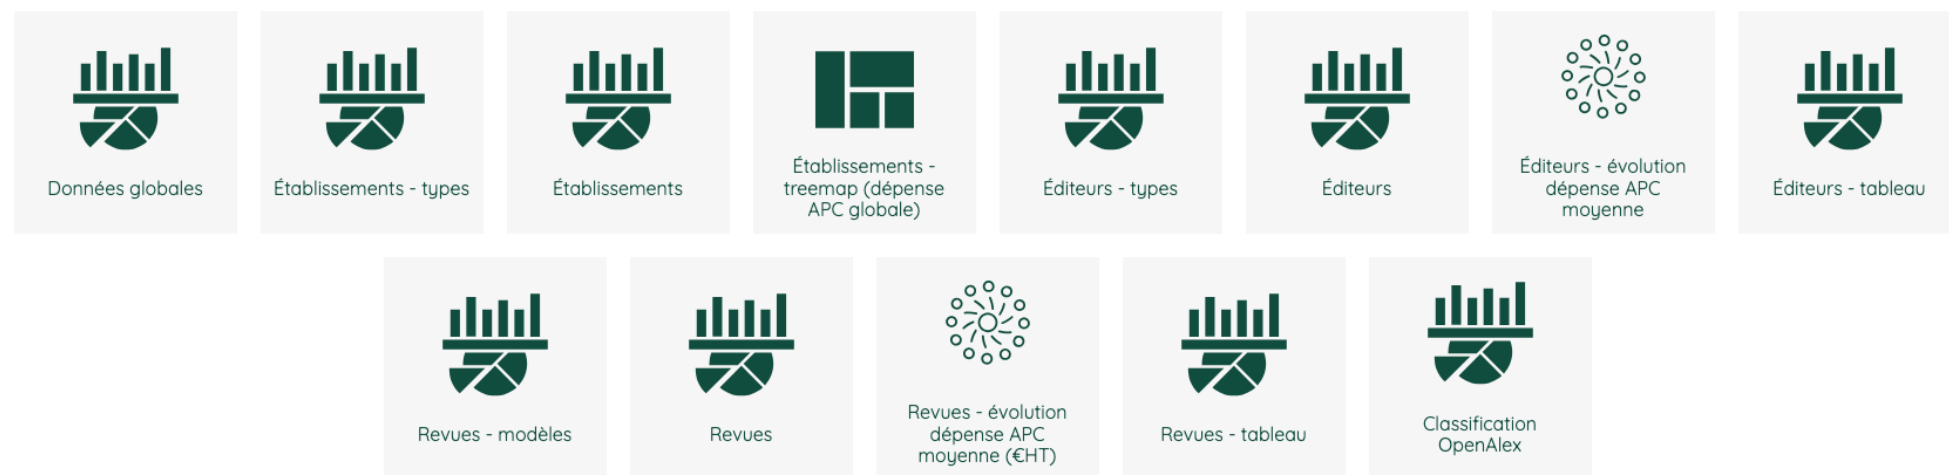 Données globales
Établissements - types
Établissements
Établissements -
treemap (dépense
APC globale)
Éditeurs - types
Éditeurs
Éditeurs - évolution
dépense APC
moyenne
Éditeurs - tableau
Revues - modèles
Revues
Revues - évolution
dépense APC
moyenne (€HT)
Revues - tableau
Classification
OpenAlex